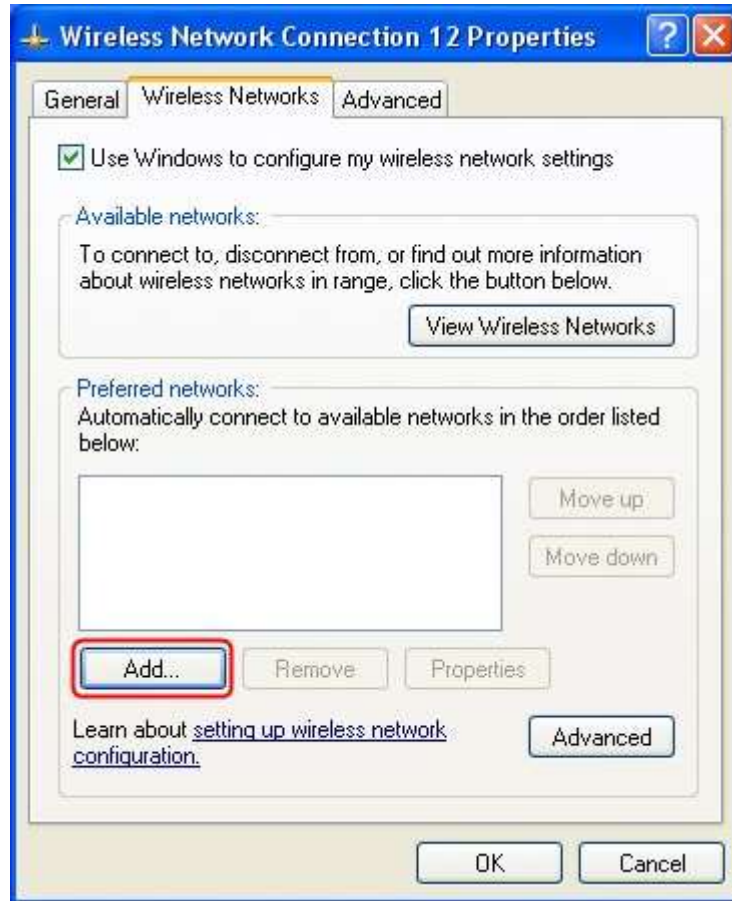 Wireless Network Connection 12 Properties
General Wireless Networks Advanced
Use Windows to configure my wireless network settings
Available networks:
To connect to, disconnect from, or find out more information
about wireless networks in range, click the button below.
View Wireless Networks
Preferred networks:
Automatically connect to available networks in the order listed
below:
Move up
Move down
Add... Remove Properties
Learn about setting up wireless network
configuration.
Advanced
OK Cancel